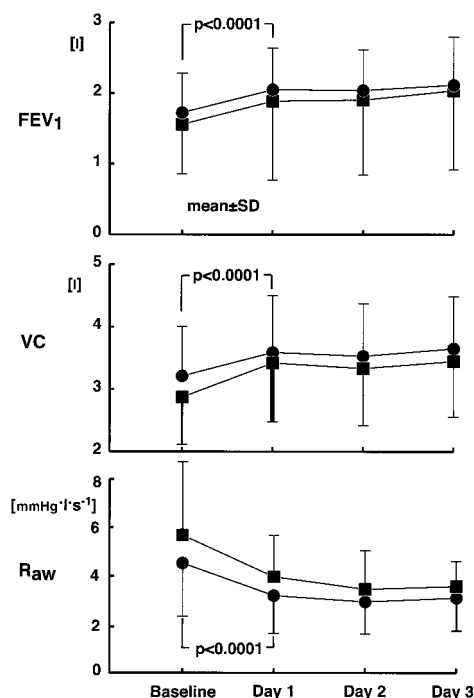 3
[l]
p<0.0001
2
FEV1
1
mean±SD
0
5
[l]
p<0.0001
4
VC
3
2
8
[mmHg·l·s-1]
6
Raw
4
2
p<0.0001
0
Baseline Day 1 Day 2 Day 3